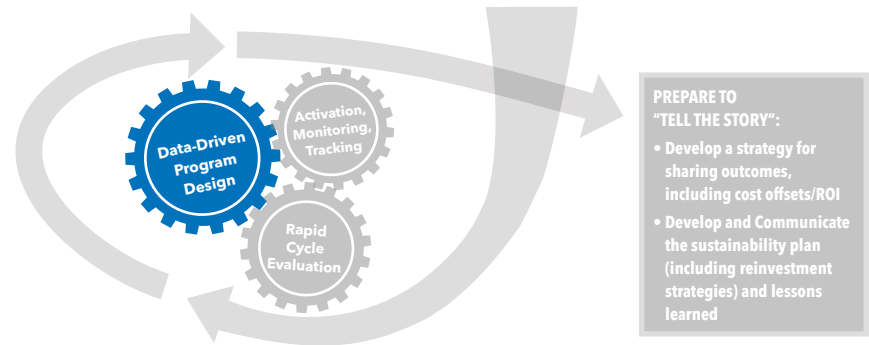 Data-Driven
Program
Design
Activation,
Monitoring,
Tracking
Rapid
Cycle
Evaluation
PREPARE TO
“TELL THE STORY”:
• Develop a strategy for
sharing outcomes,
including cost offsets/ROI
• Develop and Communicate
the sustainability plan
(including reinvestment
strategies) and lessons
learned